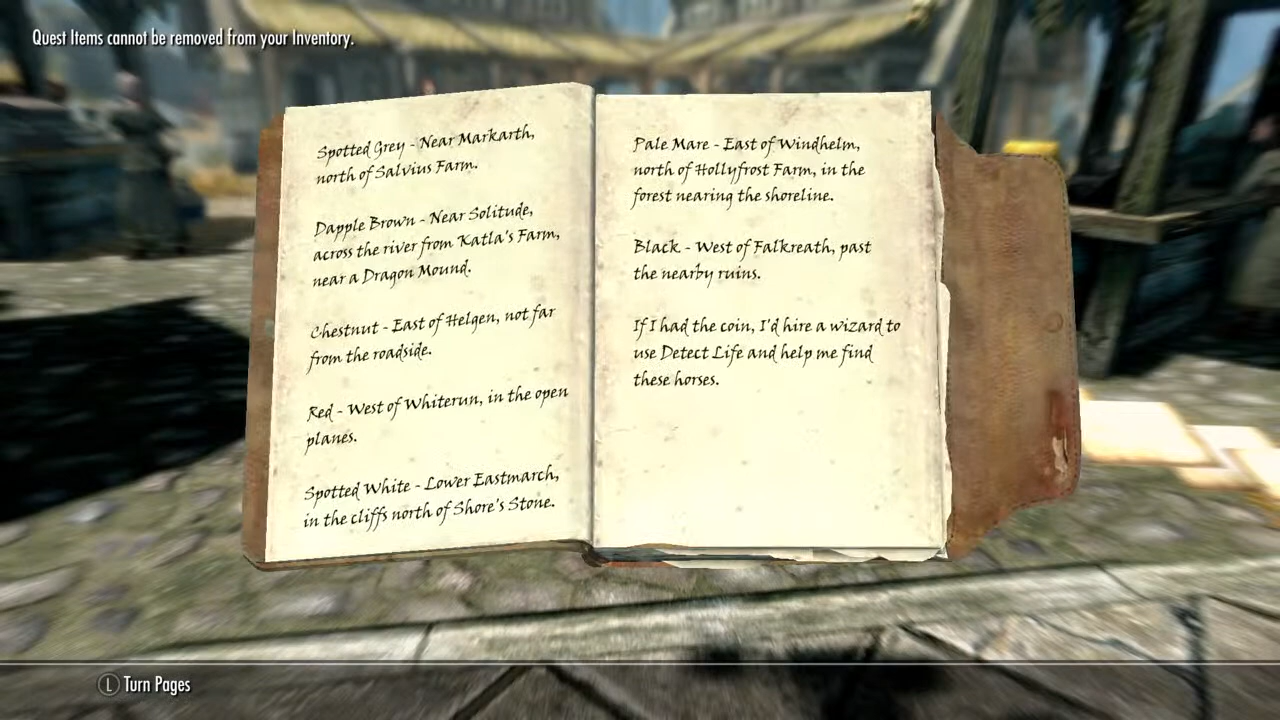 Quest Items cannot be removed from your Inventory.
Spotted Grey - Near Markarth,
north of Salvius Farm.
Dapple Brown - Near Solitude,
across the river from Katla's Farm,
near a Dragon Mound.
Chestnut - East of Helgen, not far
from the roadside.
Red - West of Whiterun, in the open
planes.
Spotted White - Lower Eastmarch,
in the cliffs north of Shore's Stone.
Pale Mare - East of Windhelm,
north of Hollyfrost Farm, in the
forest nearing the shoreline.
Black - West of Falkreath, past
the nearby ruins.
If I had the coin, I'd hire a wizard to
use Detect Life and help me find
these horses.
L Turn Pages